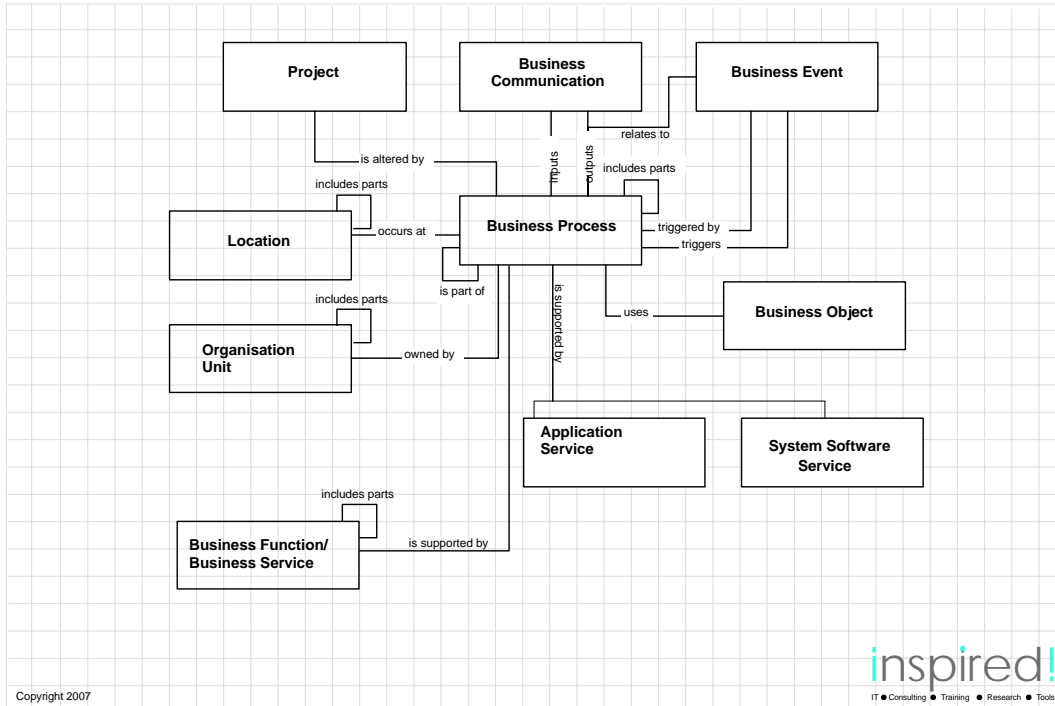 Project
Business
Communication
Business Event
relates to
inputs
outputs
is altered by
includes parts
includes parts
Location
occurs at
Business Process
triggered by
triggers
is part of
is supported by
uses
Business Object
includes parts
Organisation
Unit
owned by
Application
Service
System Software
Service
includes parts
Business Function/
Business Service
is supported by
inspired!
IT ● Consulting ● Training ● Research ● Tools
Copyright 2007